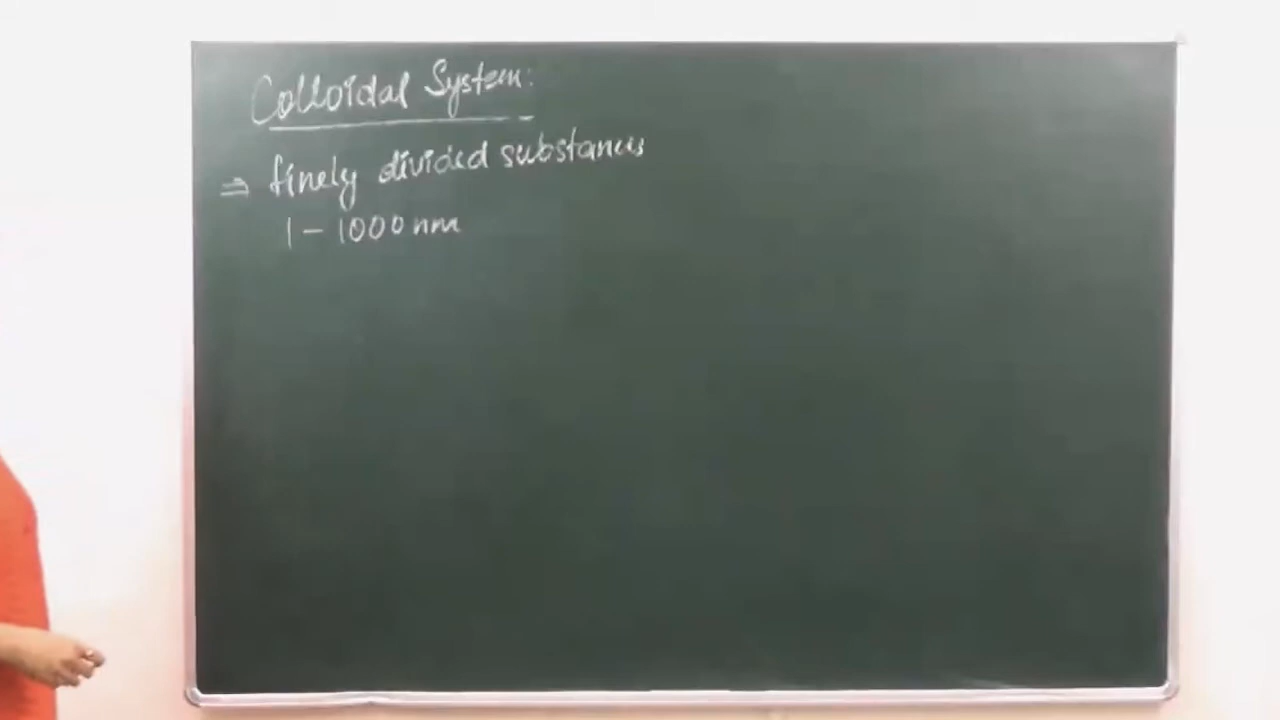 Colloidal System:
⇒ finely divided substances
1 - 1000 nm